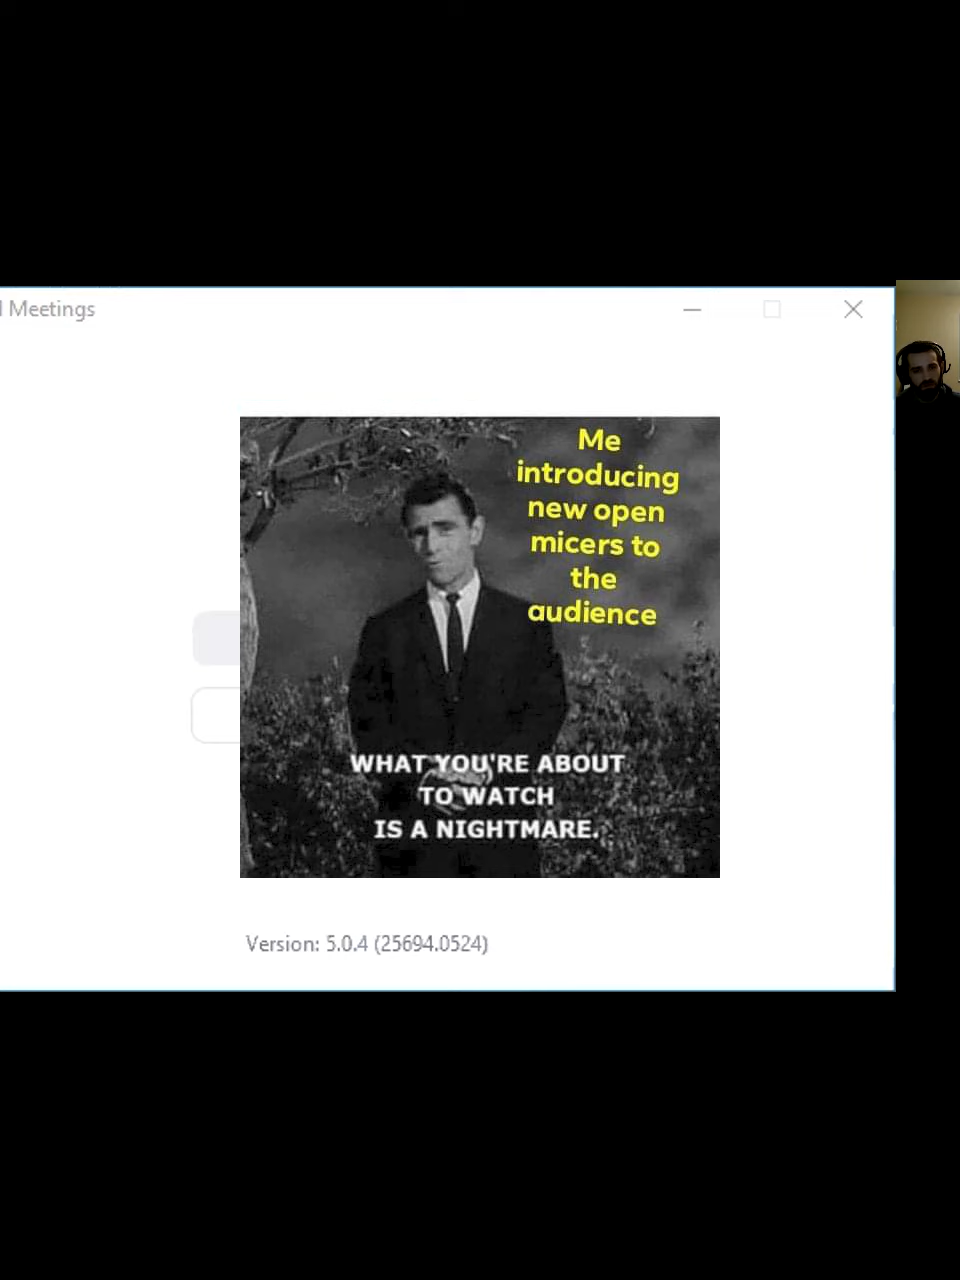 Meetings
Me
introducing
new open
micers to
the
audience
WHAT YOU'RE ABOUT
TO WATCH
IS A NIGHTMARE.
Version: 5.0.4 (25694.0524)